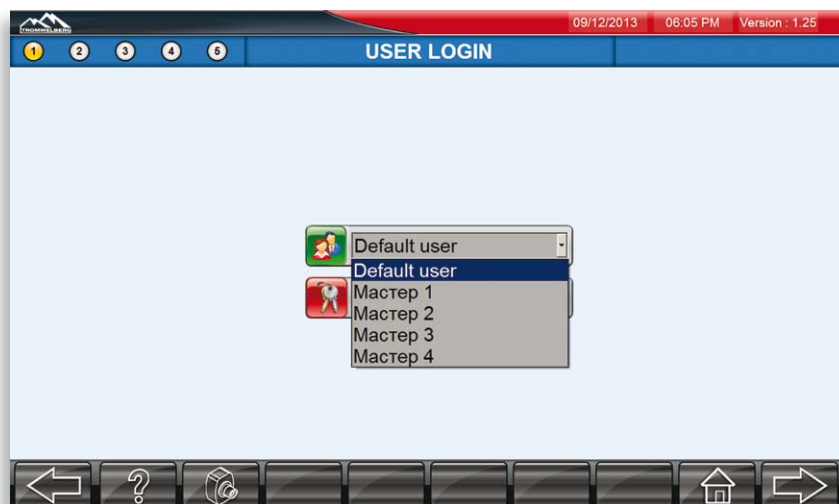 TROMMELBERG
09/12/2013 06:05 PM Version : 1.25
1 2 3 4 5 USER LOGIN
Default user
Default user
Мастер 1
Мастер 2
Мастер 3
Мастер 4
?